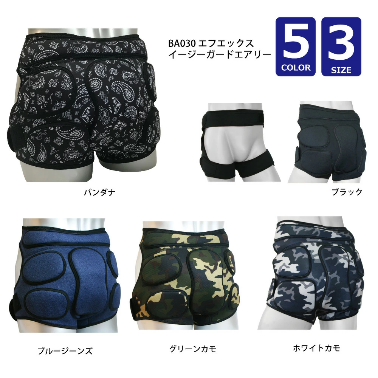 BA030 エフエックス
イージーガードエアリー
5
COLOR
3
SIZE
バンダナ
ブラック
ブルージーンズ
グリーンカモ
ホワイトカモ